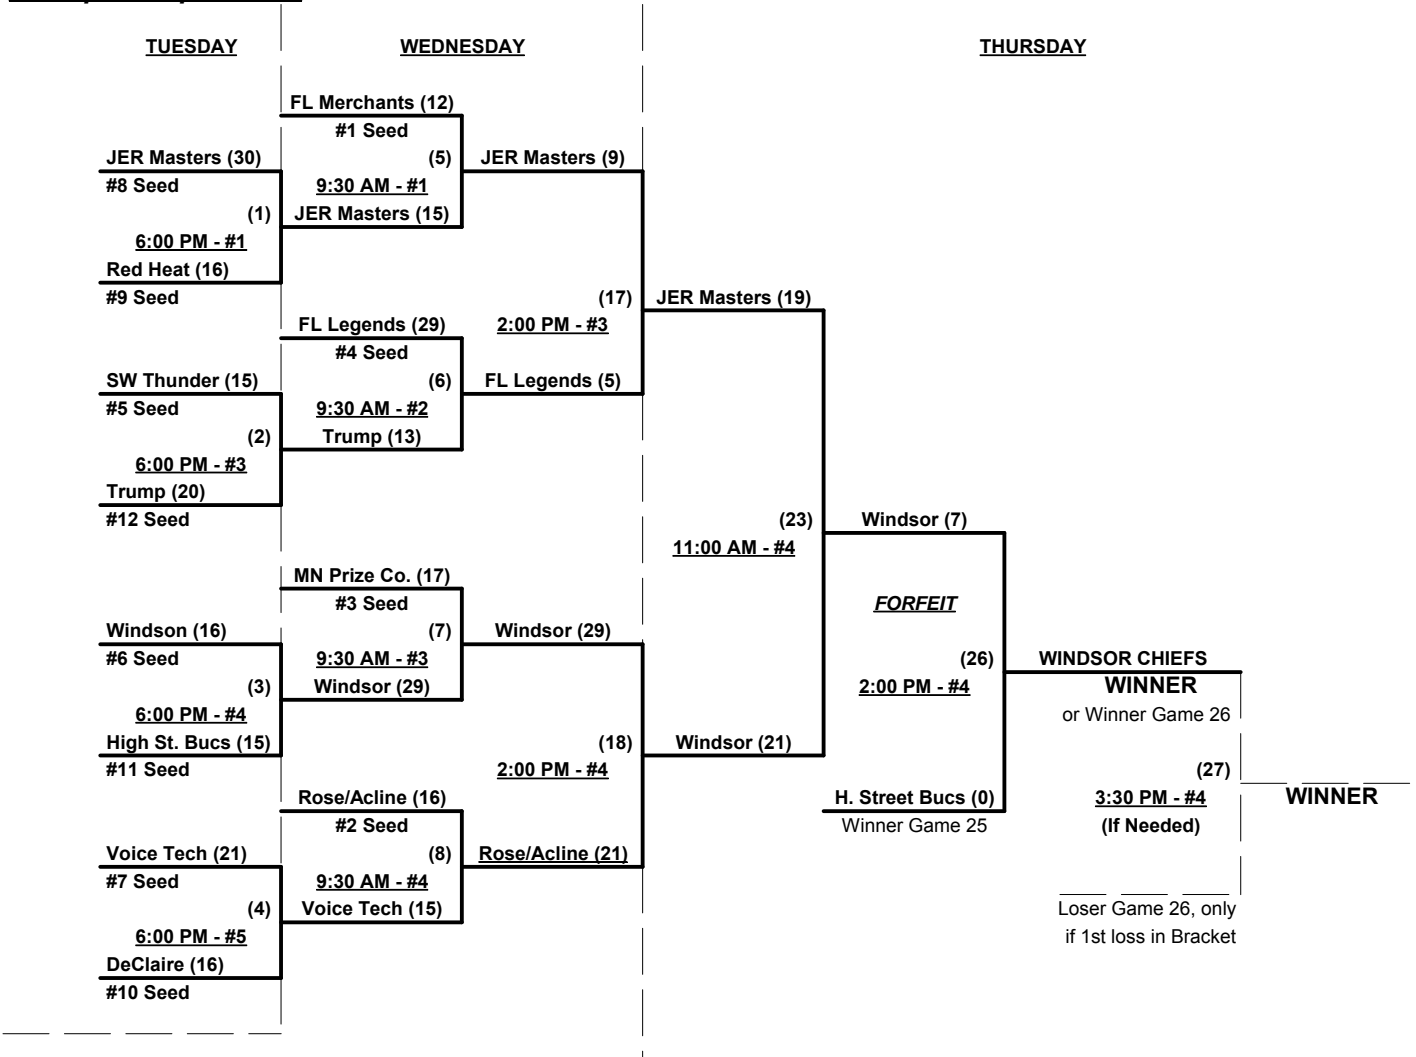 TUESDAY
WEDNESDAY
THURSDAY
FL Merchants (12)
#1 Seed
JER Masters (30)
(5)
JER Masters (9)
#8 Seed
9:30 AM - #1
(1)
JER Masters (15)
6:00 PM - #1
Red Heat (16)
#9 Seed
(17)
JER Masters (19)
FL Legends (29)
2:00 PM - #3
#4 Seed
SW Thunder (15)
(6)
FL Legends (5)
#5 Seed
9:30 AM - #2
(2)
Trump (13)
6:00 PM - #3
Trump (20)
#12 Seed
(23)
Windsor (7)
11:00 AM - #4
MN Prize Co. (17)
#3 Seed
FORFEIT
Windson (16)
(7)
Windsor (29)
#6 Seed
9:30 AM - #3
(26)
WINDSOR CHIEFS
(3)
Windsor (29)
2:00 PM - #4
WINNER
6:00 PM - #4
or Winner Game 26
High St. Bucs (15)
(18)
Windsor (21)
#11 Seed
2:00 PM - #4
(27)
Rose/Acline (16)
H. Street Bucs (0)
3:30 PM - #4
WINNER
#2 Seed
Winner Game 25
(If Needed)
Voice Tech (21)
(8)
Rose/Acline (21)
#7 Seed
9:30 AM - #4
(4)
Voice Tech (15)
Loser Game 26, only
6:00 PM - #5
if 1st loss in Bracket
DeClaire (16)
#10 Seed